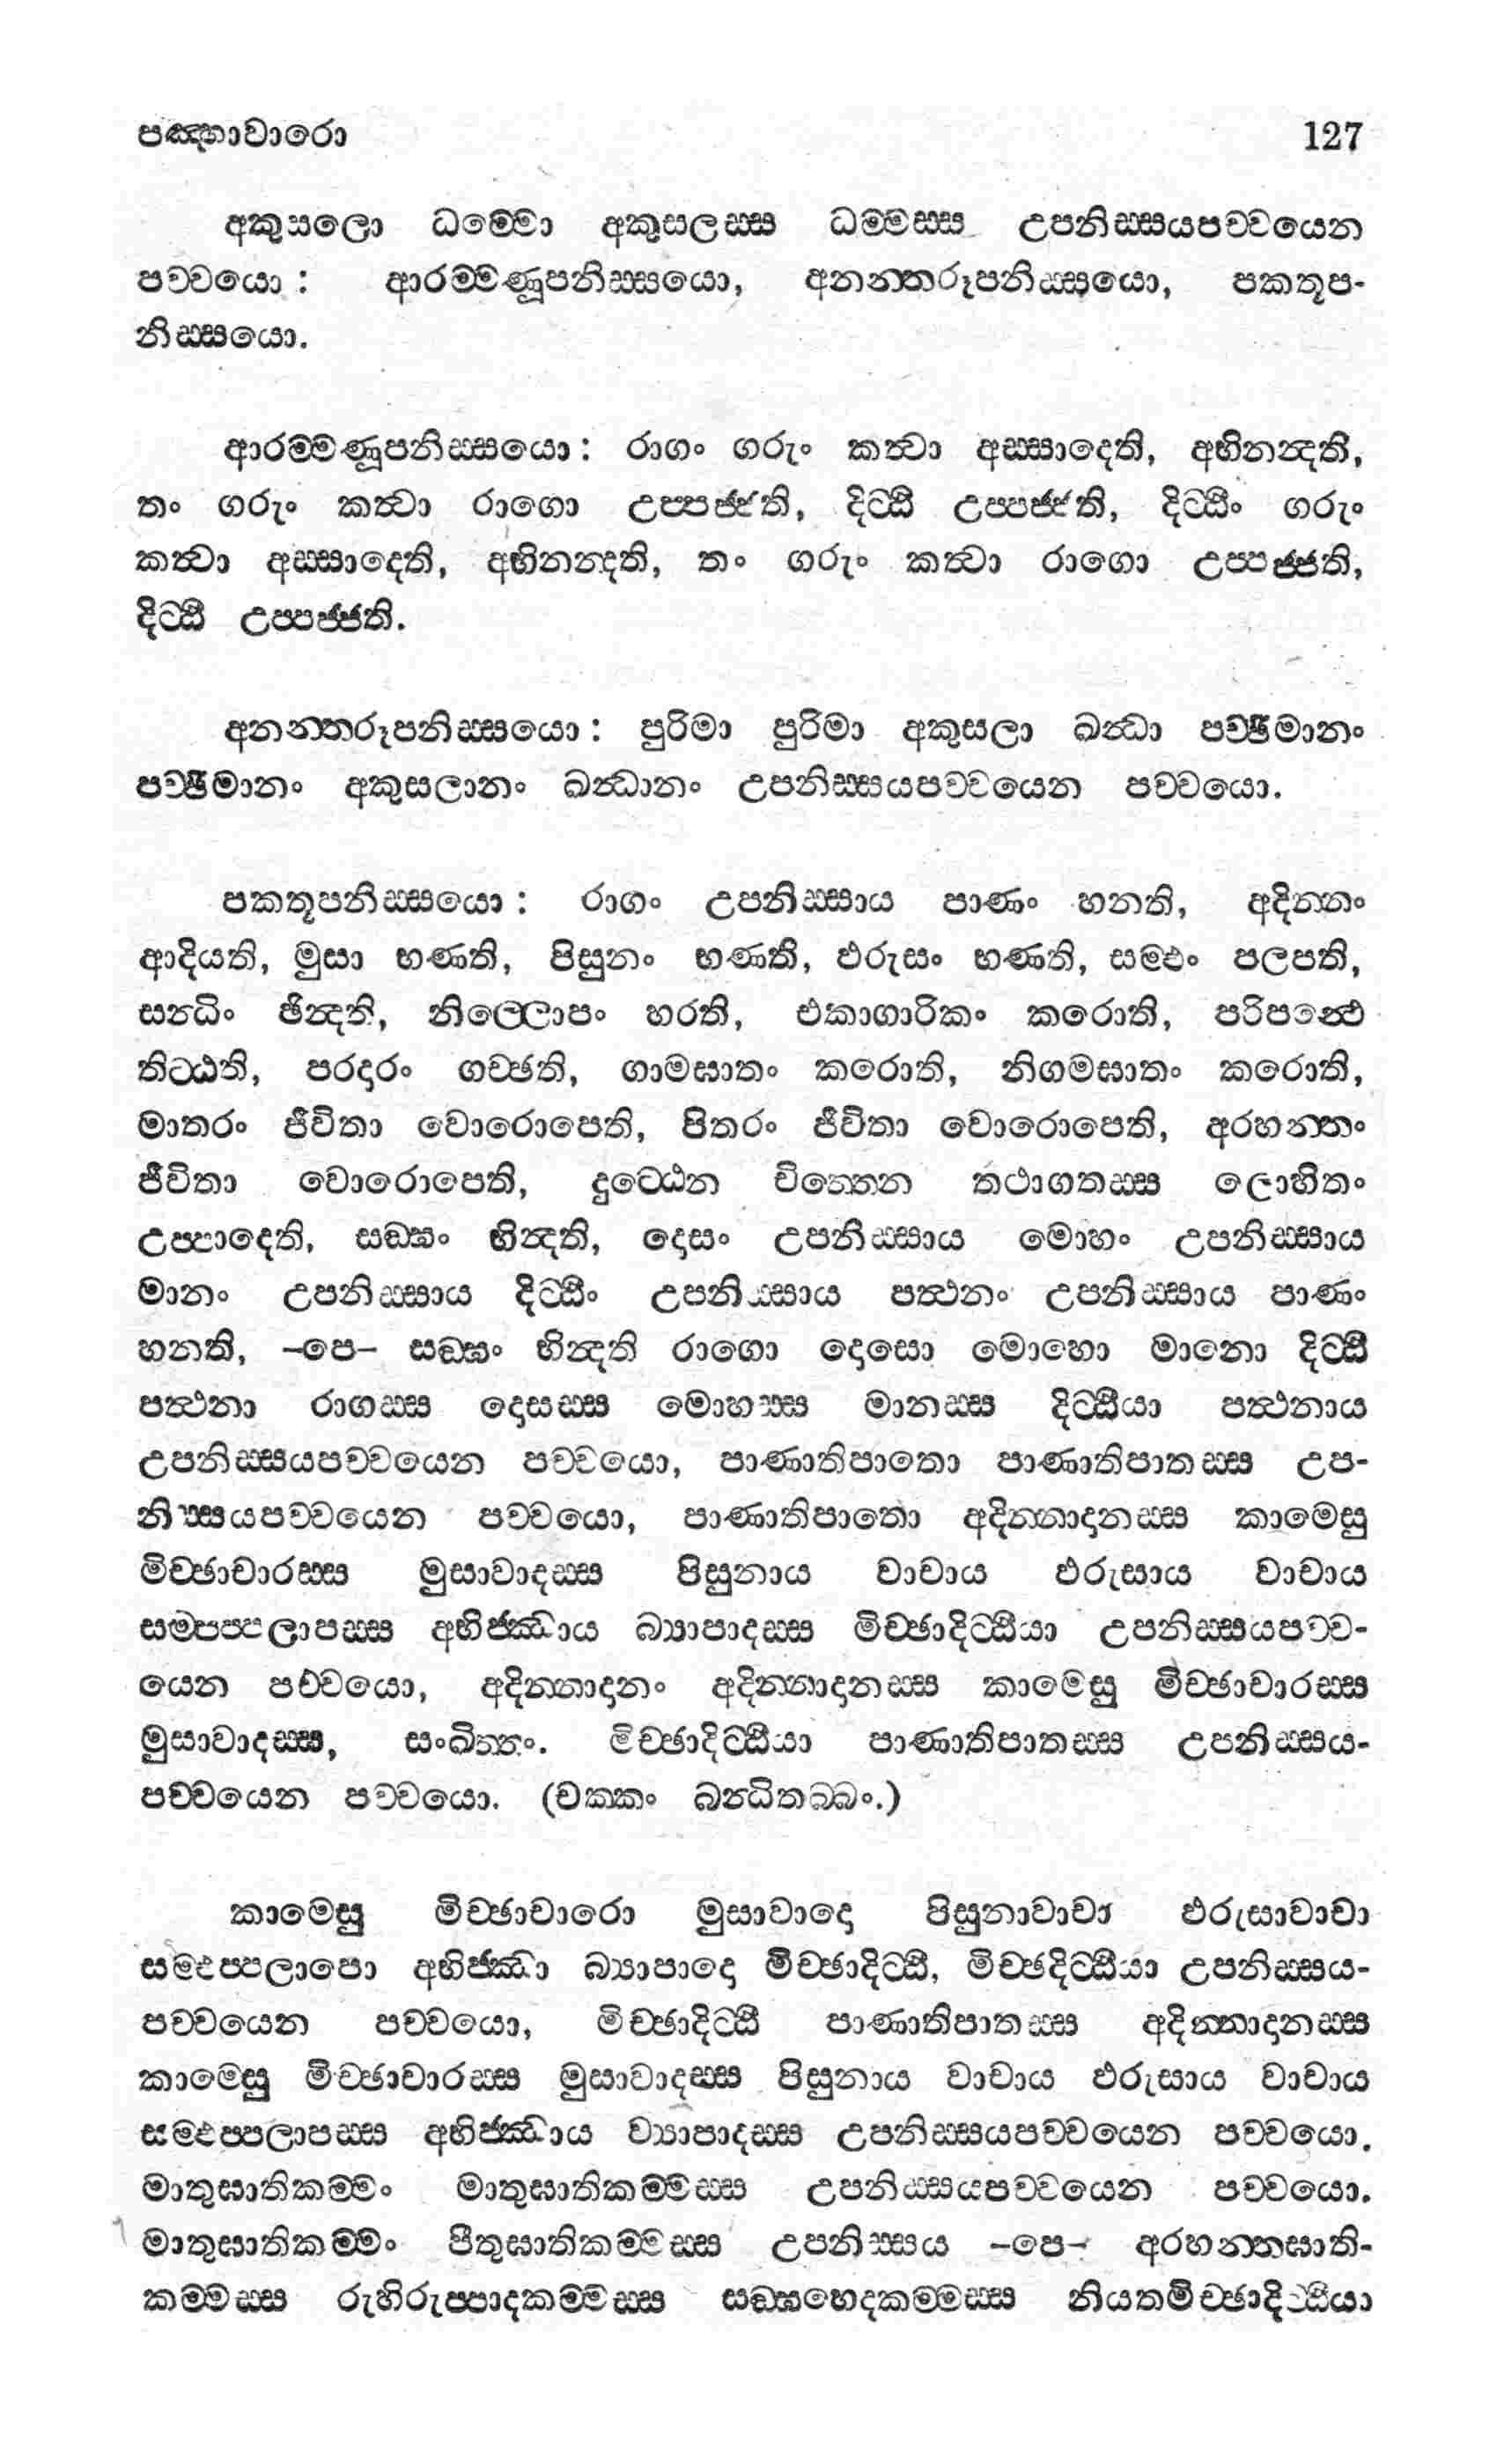 පඤ්හාවාරො 127
අකුසලො ධම්මො අකුසලස්ස ධම්මස්ස උපනිස්සයපච්චයෙන
පච්චයො : ආරම්මණූපනිස්සයො, අනන්තරූපනිස්සයො, පකතූප-
නිස්සයො.
ආරම්මණූපනිස්සයො : රාගං ගරුං කත්වා අස්සාදෙති, අභිනන්දති,
තං ගරුං කත්වා රාගො උප්පජ්ජති, දිට්ඨි උප්පජ්ජති, දිට්ඨිං ගරුං
කත්වා අස්සාදෙති, අභිනන්දති, තං ගරුං කත්වා රාගො උප්පජ්ජති,
දිට්ඨි උප්පජ්ජති.
අනන්තරූපනිස්සයො : පුරිමා පුරිමා අකුසලා ඛන්ධා පච්ඡිමානං
පච්ඡිමානං අකුසලානං ඛන්ධානං උපනිස්සයපච්චයෙන පච්චයො.
පකතූපනිස්සයො : රාගං උපනිස්සාය පාණං හනති, අදින්නං
ආදියති, මුසා භණති, පිසුනං භණති, ඵරුසං භණති, සම්ඵං පලපති,
සන්ධිං ඡින්දති, නිල්ලොපං හරති, එකාගාරිකං කරොති, පරිපන්ථෙ
තිට්ඨති, පරදාරං ගච්ඡති, ගාමඝාතං කරොති, නිගමඝාතං කරොති,
මාතරං ජීවිතා වොරොපෙති, පිතරං ජීවිතා වොරොපෙති, අරහන්තං
ජීවිතා වොරොපෙති, දුට්ඨෙන චිත්තෙන තථාගතස්ස ලොහිතං
උප්පාදෙති, සඞ්ඝං භින්දති, දොසං උපනිස්සාය මොහං උපනිස්සාය
මානං උපනිස්සාය දිට්ඨිං උපනිස්සාය පත්ථනං උපනිස්සාය පාණං
හනති, -පෙ- සඞ්ඝං භින්දති රාගො දොසො මොහො මානො දිට්ඨි
පත්ථනා රාගස්ස දොසස්ස මොහස්ස මානස්ස දිට්ඨියා පත්ථනාය
උපනිස්සයපච්චයෙන පච්චයො, පාණාතිපාතො පාණාතිපාතස්ස උප-
නිස්සයපච්චයෙන පච්චයො, පාණාතිපාතො අදින්නාදානස්ස කාමෙසු
මිච්ඡාචාරස්ස මුසාවාදස්ස පිසුනාය වාචාය ඵරුසාය වාචාය
සම්පප්පලාපස්ස අභිජ්ඣාය බ්‍යාපාදස්ස මිච්ඡාදිට්ඨියා උපනිස්සයපච්ච-
යෙන පච්චයො, අදින්නාදානං අදින්නාදානස්ස කාමෙසු මිච්ඡාචාරස්ස
මුසාවාදස්ස, සංඛිත්තං. මිච්ඡාදිට්ඨියා පාණාතිපාතස්ස උපනිස්සය-
පච්චයෙන පච්චයො. (චක්කං බන්ධිතබ්බං.)
කාමෙසු මිච්ඡාචාරො මුසාවාදො පිසුනාවාචා ඵරුසාවාචා
සම්ඵප්පලාපො අභිජ්ඣා බ්‍යාපාදො මිච්ඡාදිට්ඨි, මිච්ඡදිට්ඨියා උපනිස්සය-
පච්චයෙන පච්චයො, මිච්ඡාදිට්ඨි පාණාතිපාතස්ස අදින්නාදානස්ස
කාමෙසු මිච්ඡාචාරස්ස මුසාවාදස්ස පිසුනාය වාචාය ඵරුසාය වාචාය
සම්ඵප්පලාපස්ස අභිජ්ඣාය ව්‍යාපාදස්ස උපනිස්සයපච්චයෙන පච්චයො.
මාතුඝාතිකම්මං මාතුඝාතිකම්මස්ස උපනිස්සයපච්චයෙන පච්චයො.
මාතුඝාතිකම්මං පීතුඝාතිකම්මස්ස උපනිස්සය -පෙ- අරහන්තඝාති-
කම්මස්ස රුහිරුප්පාදකම්මස්ස සඞ්ඝභෙදකම්මස්ස නියතමිච්ඡාදිට්ඨියා